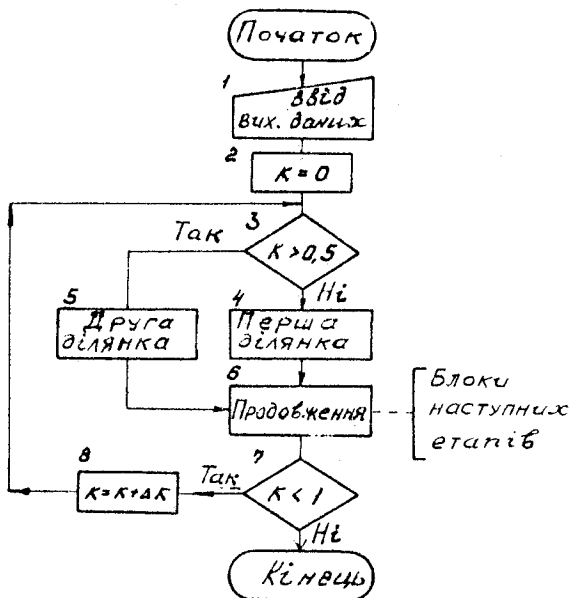 Початок
1
Ввід
вих. даних
2
K = 0
3
Так
K > 0,5
Ні
5
Друга
ділянка
4
Перша
ділянка
6
Продовження
Блоки
наступних
етапів
7
8
K = K + ΔK
Так
K < 1
Ні
Кінець